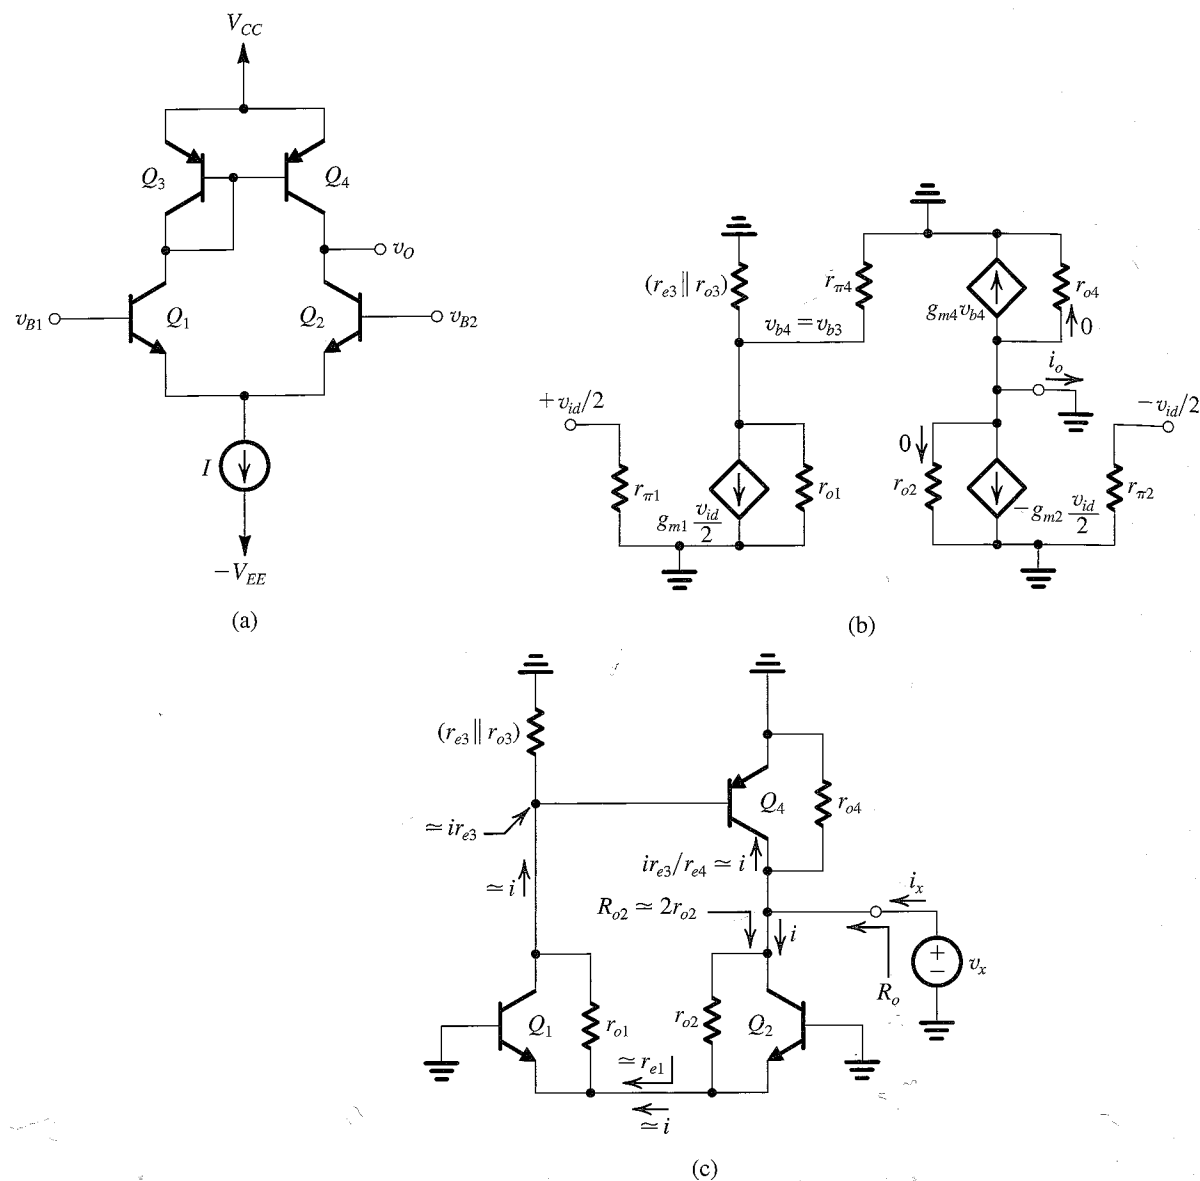 V_CC
Q_3
Q_4
v_O
v_B1
Q_1
Q_2
v_B2
I
−V_EE
(a)
(r_e3 ‖ r_o3)
r_π4
v_b4 = v_b3
g_m4 v_b4
r_o4
0
i_o
+v_id/2
−v_id/2
r_π1
g_m1 v_id/2
r_o1
0
r_o2
−g_m2 v_id/2
r_π2
(b)
(r_e3 ‖ r_o3)
Q_4
r_o4
≃ ir_e3
ir_e3/r_e4 ≃ i
≃ i
R_o2 ≃ 2r_o2
i
i_x
R_o
v_x
Q_1
r_o1
r_o2
Q_2
≃ r_e1
≃ i
(c)